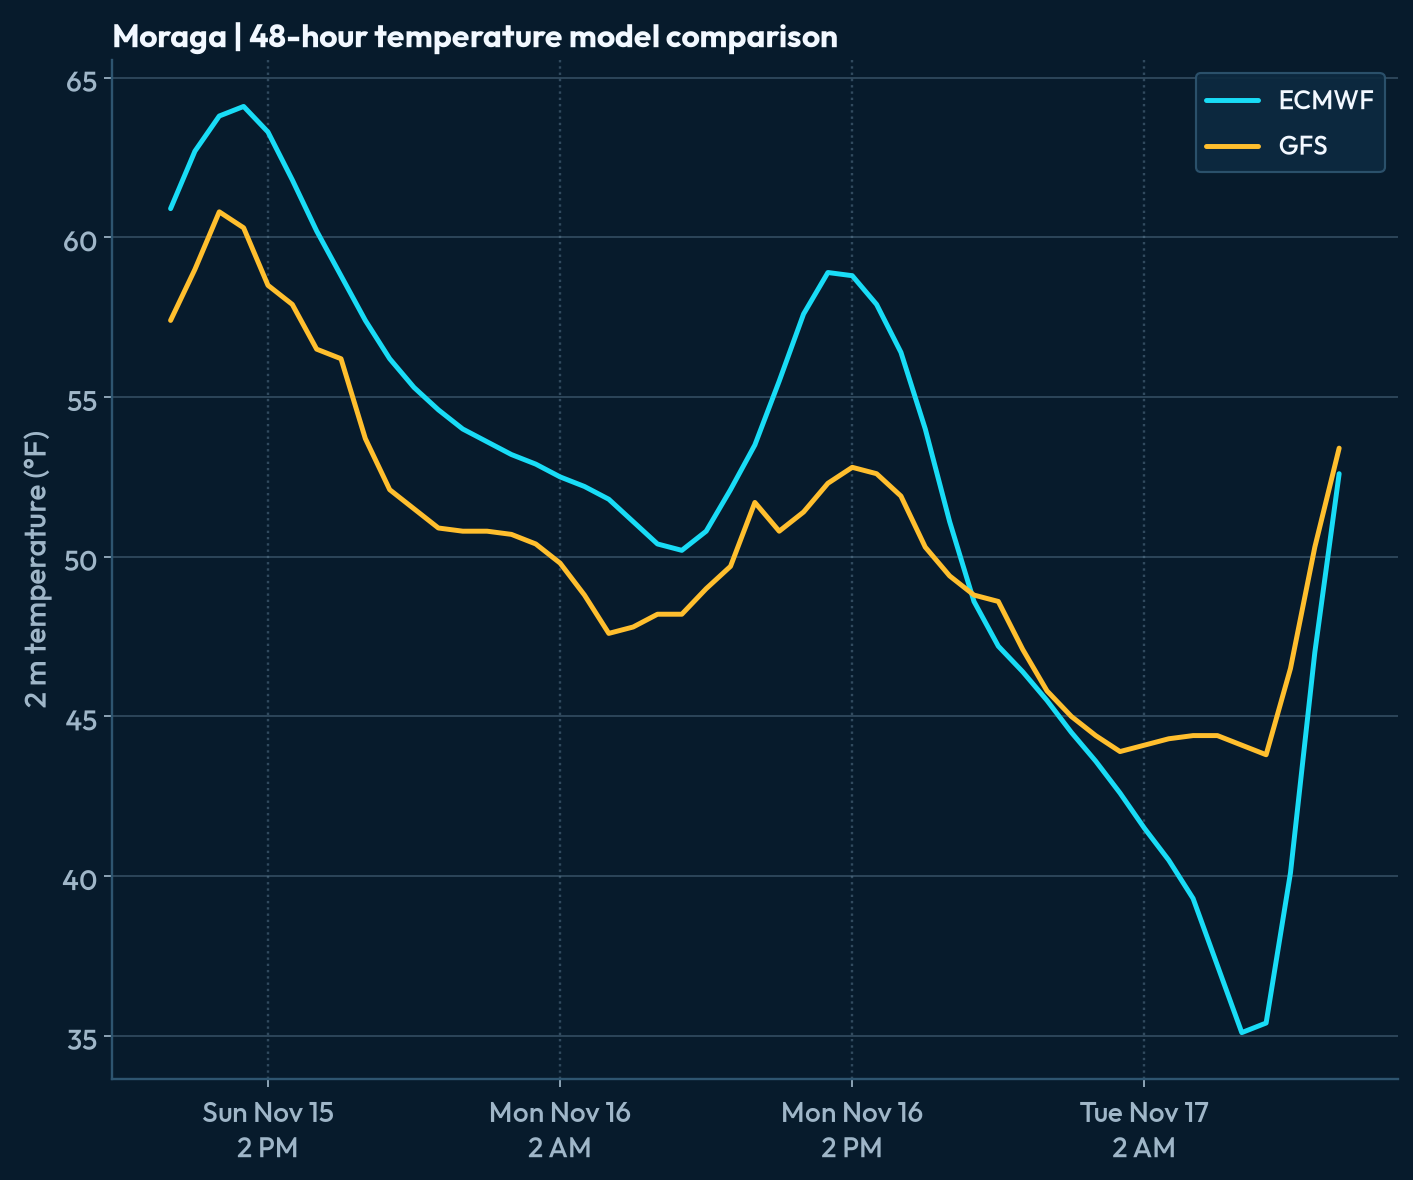 Moraga | 48-hour temperature model comparison
ECMWF
GFS
2 m temperature (°F)
65
60
55
50
45
40
35
Sun Nov 15
2 PM
Mon Nov 16
2 AM
Mon Nov 16
2 PM
Tue Nov 17
2 AM